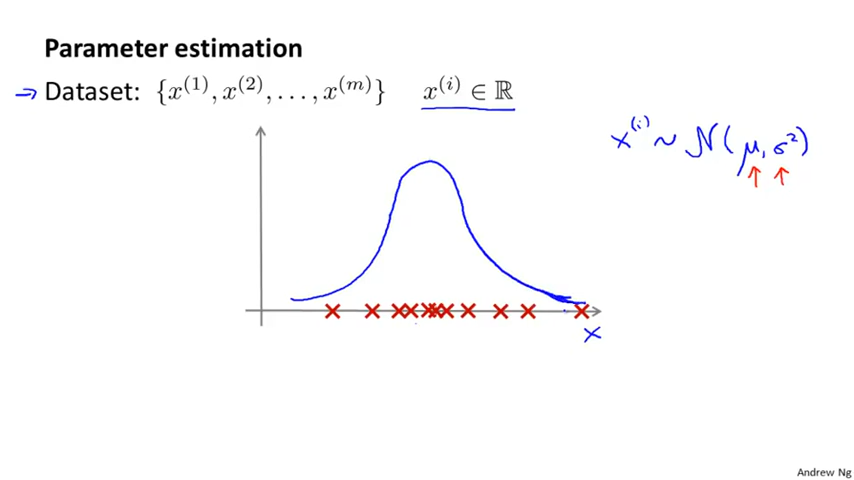 Parameter estimation
→ Dataset: {x^(1), x^(2), . . . , x^(m)} x^(i) ∈ ℝ
x^(i) ~ N(μ, σ²)
x
Andrew Ng